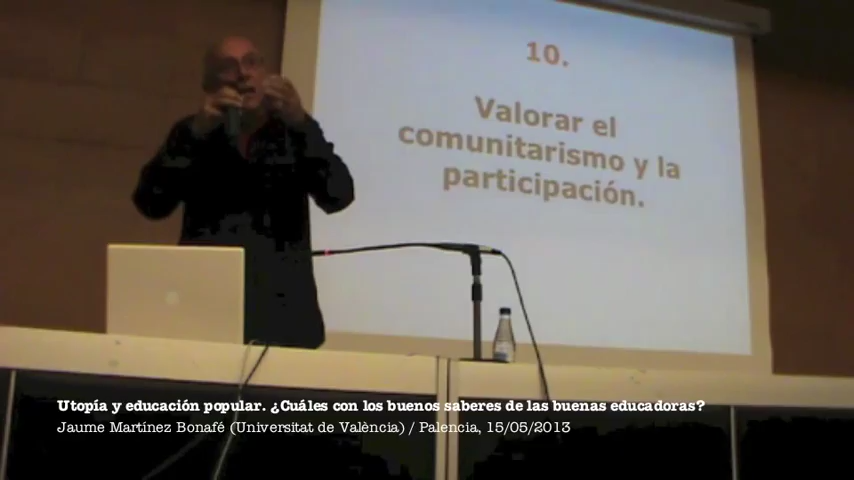 10.
Valorar el
comunitarismo y la
participación.
Utopía y educación popular. ¿Cuáles con los buenos saberes de las buenas educadoras?
Jaume Martínez Bonafé (Universitat de València) / Palencia, 15/05/2013